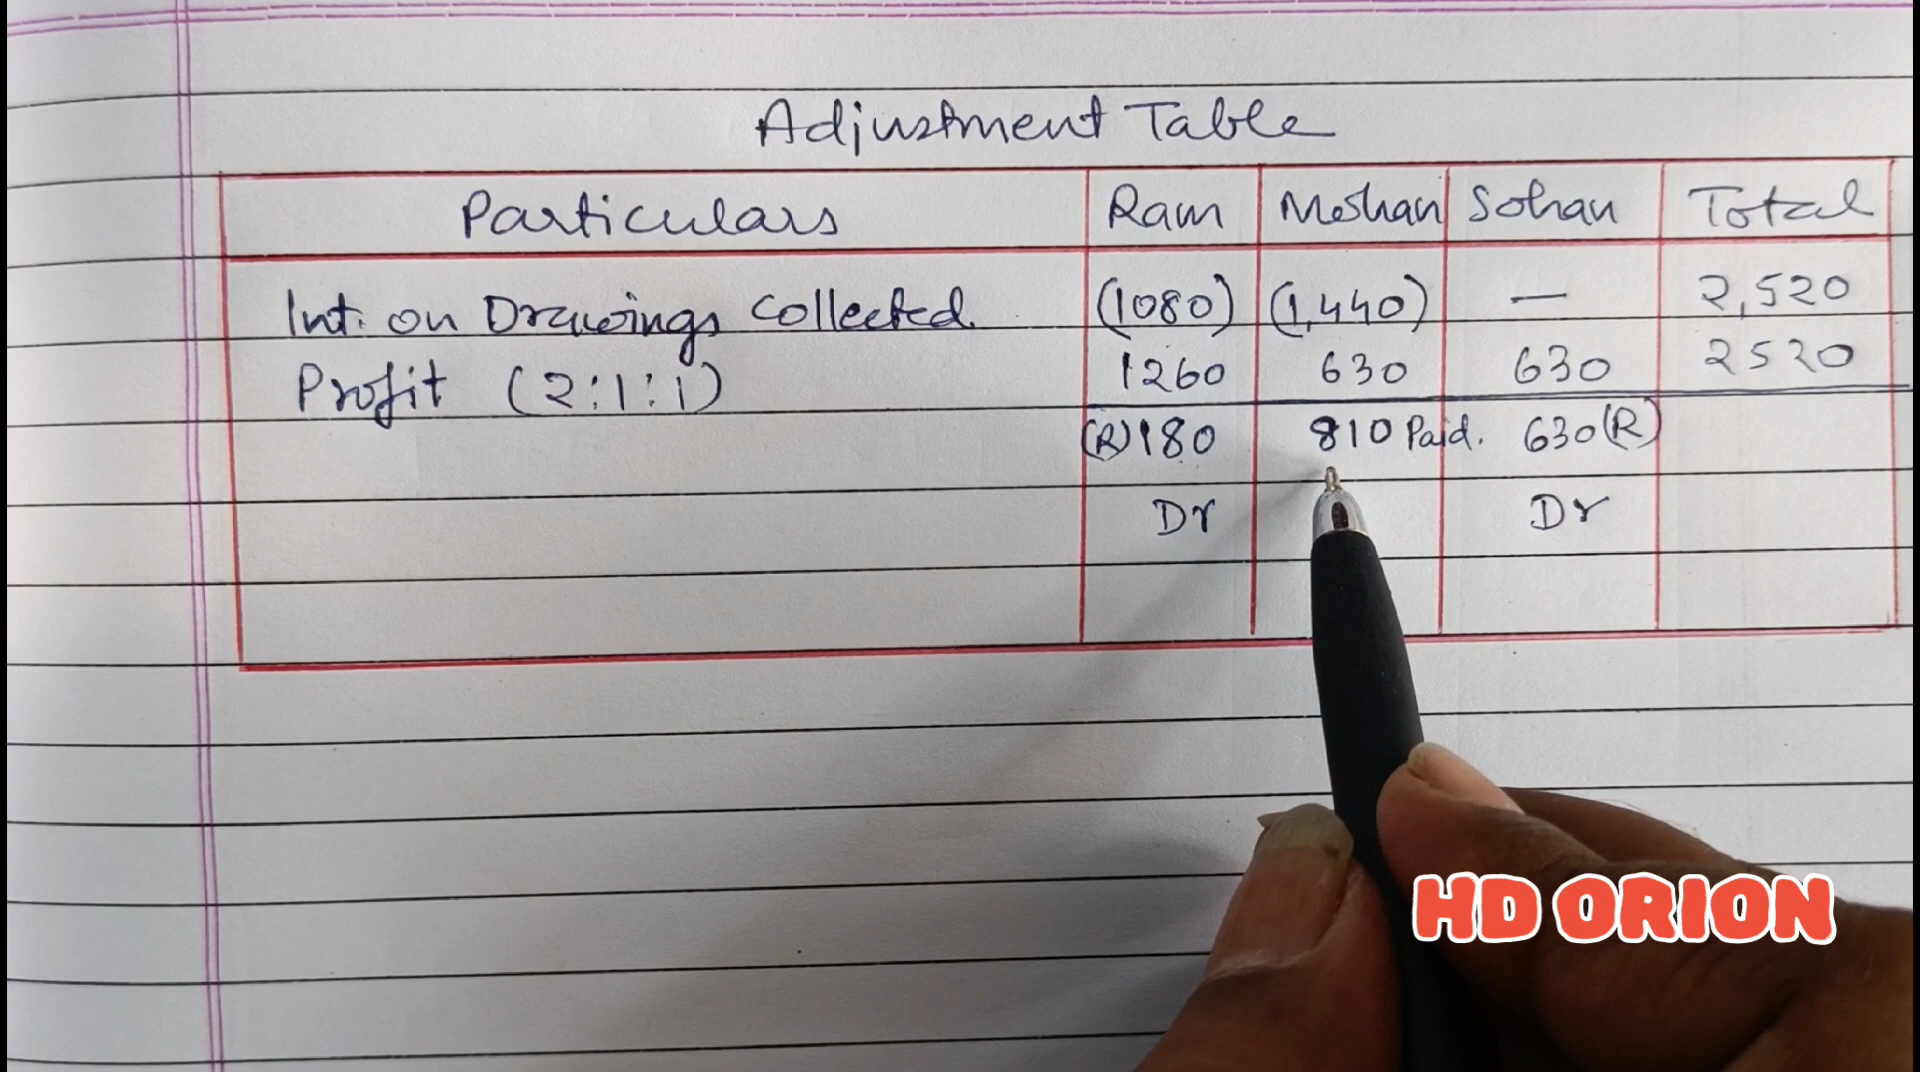 Adjustment Table
Particulars Ram Mohan Sohan Total
Int. on Drawings collected. (1080) (1,440) — 2,520
Profit (2:1:1) 1260 630 630 2520
(R) 180 810 Paid. 630 (R)
Dr Dr
HD ORION